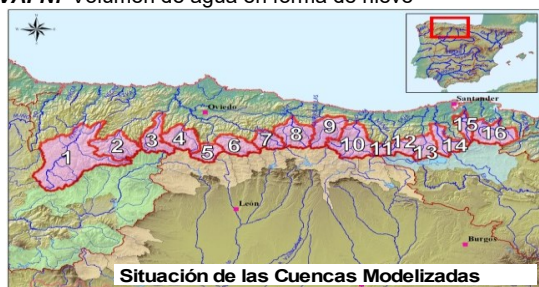 VAFN: Volumen de agua en forma de nieve
Oviedo
Santander
1 2 3 4 5 6 7 8 9 10 11 12 13 14 15 16
León
Burgos
Situación de las Cuencas Modelizadas